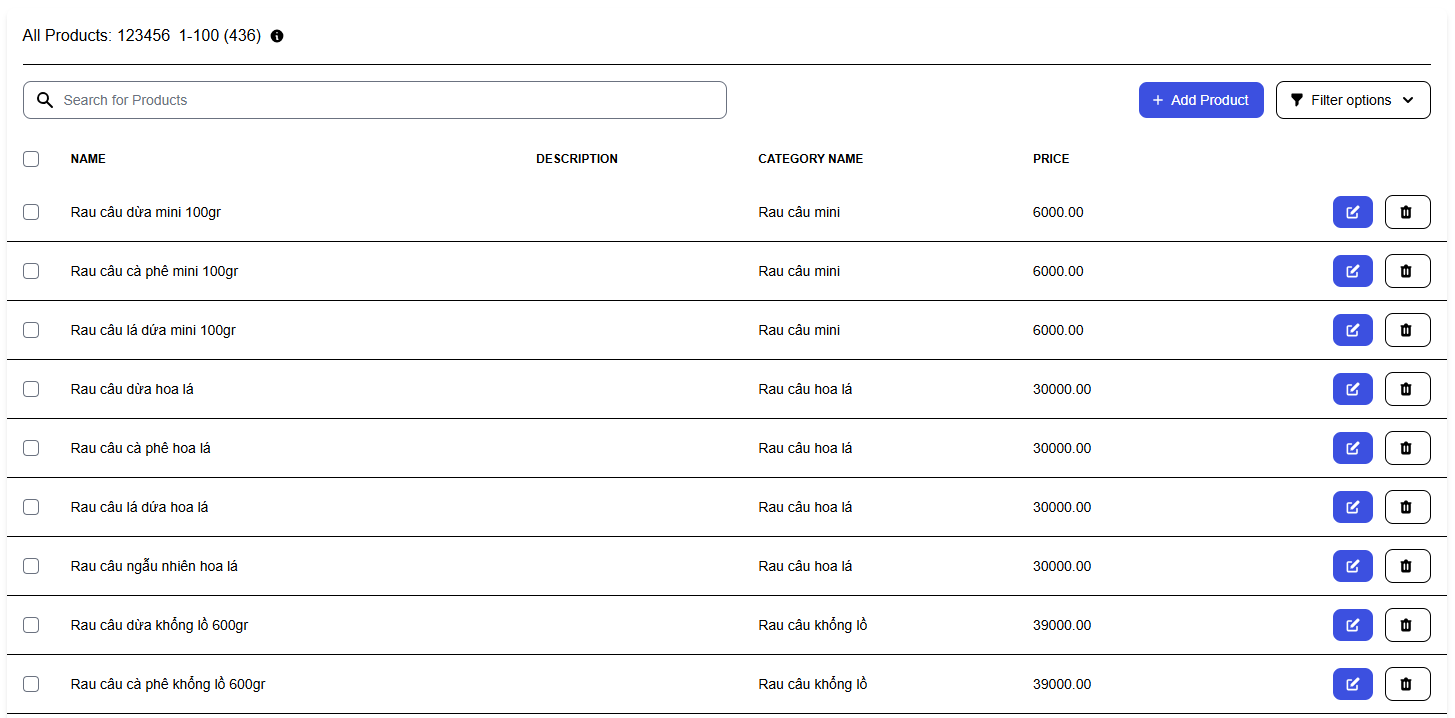 All Products: 123456 1-100 (436)
Search for Products
+ Add Product
Filter options
NAME DESCRIPTION CATEGORY NAME PRICE
Rau câu dừa mini 100gr Rau câu mini 6000.00
Rau câu cà phê mini 100gr Rau câu mini 6000.00
Rau câu lá dứa mini 100gr Rau câu mini 6000.00
Rau câu dừa hoa lá Rau câu hoa lá 30000.00
Rau câu cà phê hoa lá Rau câu hoa lá 30000.00
Rau câu lá dứa hoa lá Rau câu hoa lá 30000.00
Rau câu ngẫu nhiên hoa lá Rau câu hoa lá 30000.00
Rau câu dừa khổng lồ 600gr Rau câu khổng lồ 39000.00
Rau câu cà phê khổng lồ 600gr Rau câu khổng lồ 39000.00